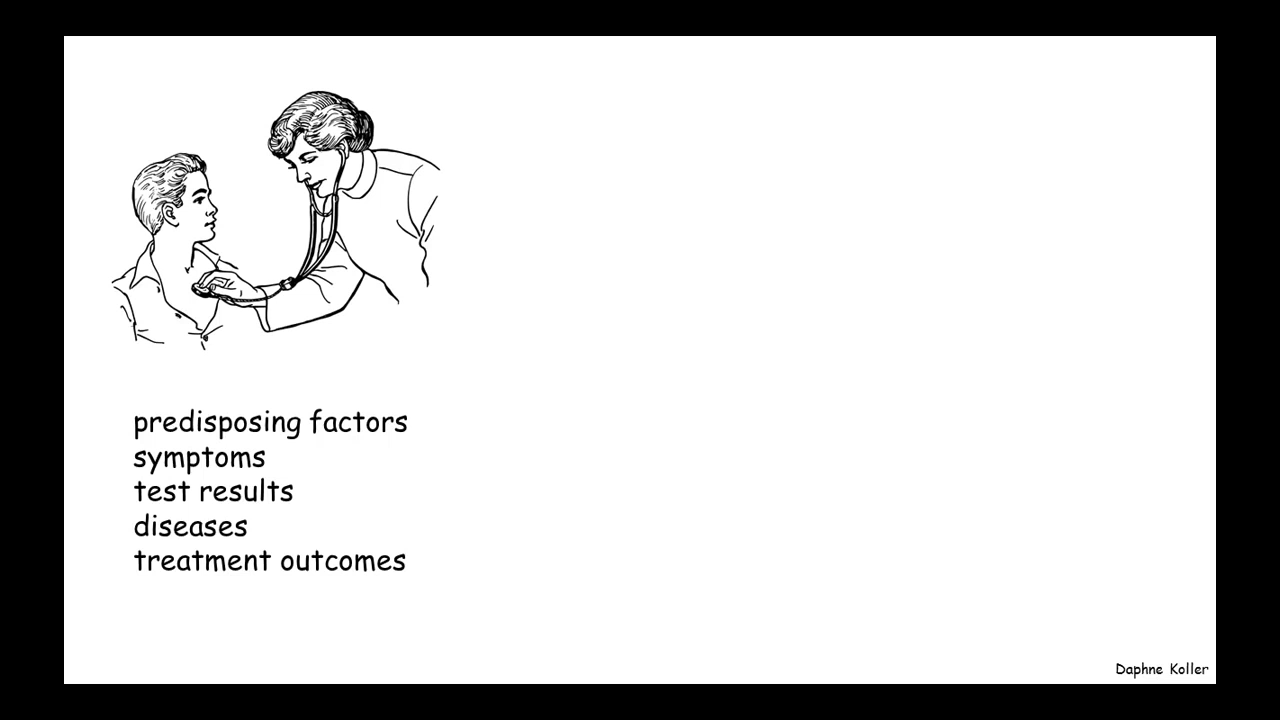 predisposing factors
symptoms
test results
diseases
treatment outcomes
Daphne Koller